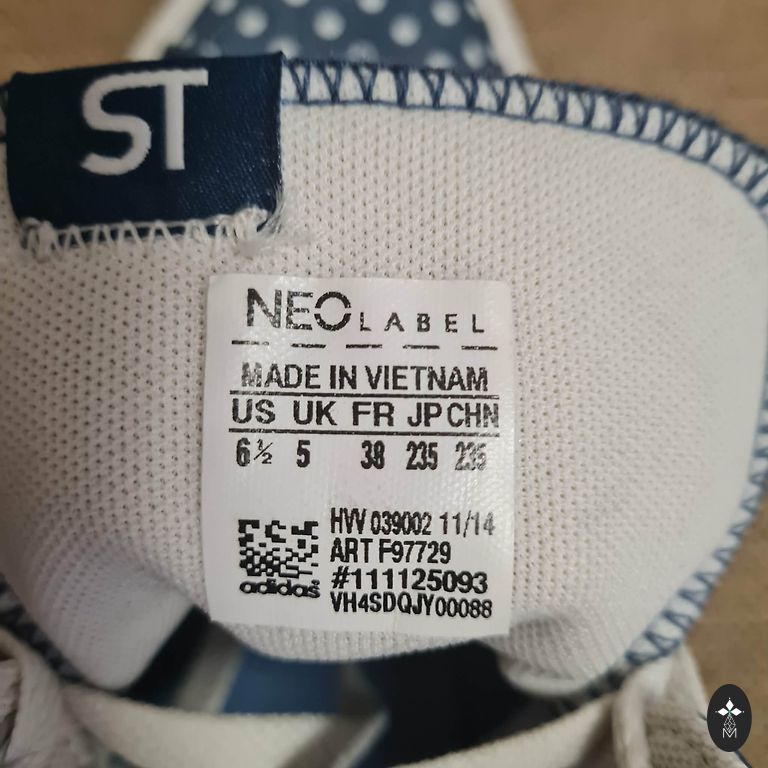 ST
NEO LABEL
MADE IN VIETNAM
US UK FR JP CHN
6½ 5 38 235 235
HVV 039002 11/14
ART F97729
#111125093
VH4SDQJY00088
adidas
M